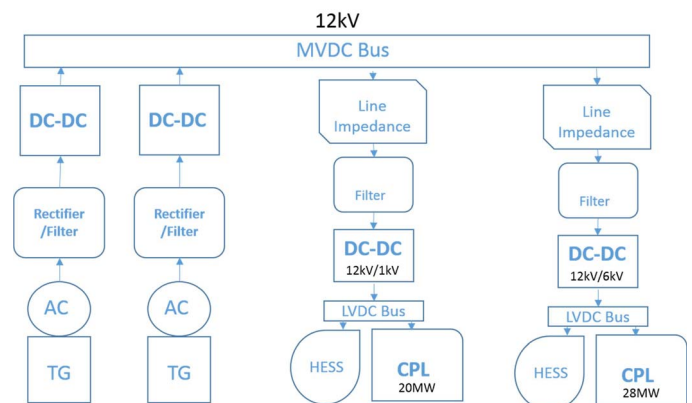 12kV
MVDC Bus
DC-DC
DC-DC
Line
Impedance
Line
Impedance
Filter
Filter
Rectifier
/Filter
Rectifier
/Filter
DC-DC
12kV/1kV
DC-DC
12kV/6kV
AC
AC
LVDC Bus
LVDC Bus
TG
TG
HESS
CPL
20MW
HESS
CPL
28MW